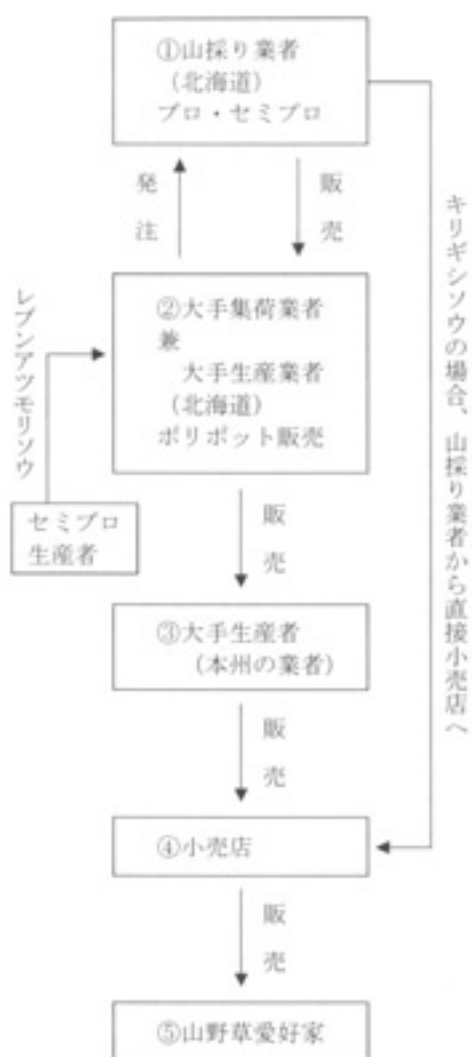 ①山採り業者
(北海道)
プロ・セミプロ
発注
販売
キリギシソウの場合、山採り業者から直接小売店へ
②大手集荷業者
兼
大手生産業者
(北海道)
ポリポット販売
レブンアツモリソウ
セミプロ
生産者
販売
③大手生産者
(本州の業者)
販売
④小売店
販売
⑤山野草愛好家